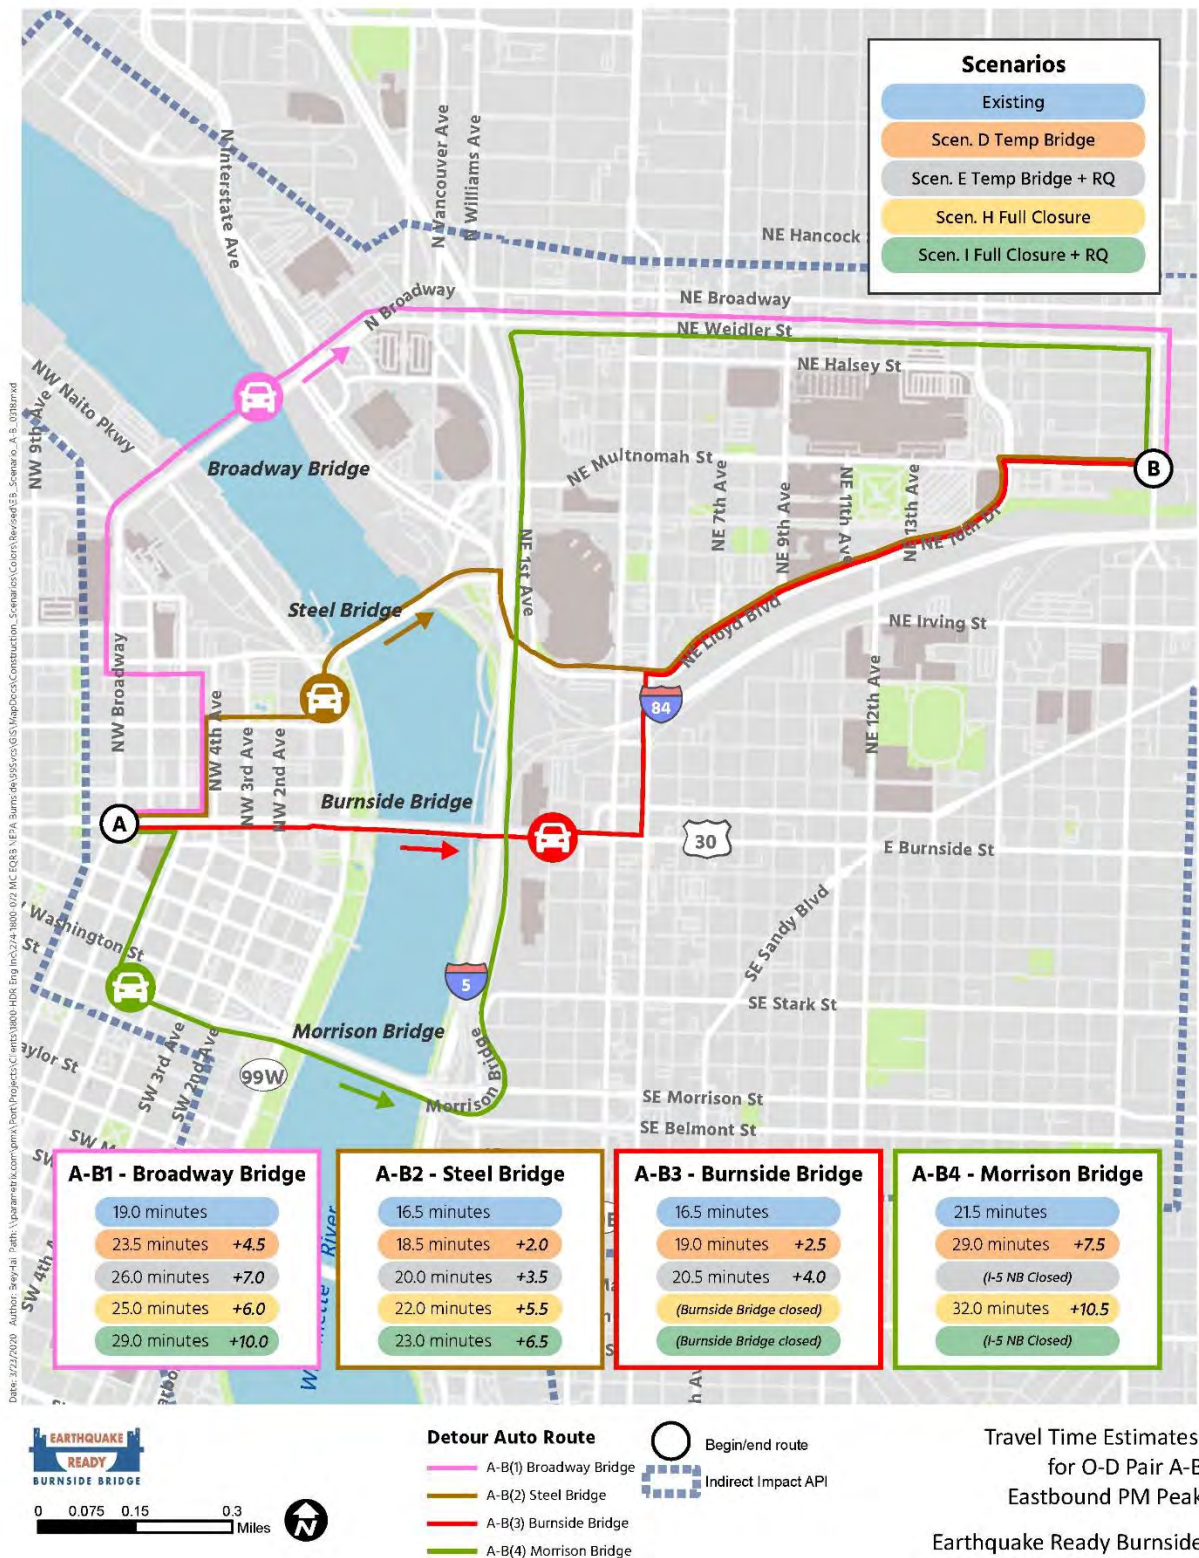 Scenarios
Existing
Scen. D Temp Bridge
Scen. E Temp Bridge + RQ
Scen. H Full Closure
Scen. I Full Closure + RQ
N Interstate Ave
N Vancouver Ave
N Williams Ave
NE Hancock
N Broadway
NE Broadway
NE Weidler St
NE Halsey St
NW Naito Pkwy
NW 9th Ave
Broadway Bridge
NE Multnomah St
B
NE 7th Ave
NE 9th Ave
NE 11th Ave
NE 13th Ave
NE 16th Dr
NE 1st Ave
Steel Bridge
NE Lloyd Blvd
NE Irving St
NW Broadway
NW 4th Ave
NW 3rd Ave
NW 2nd Ave
84
NE 12th Ave
Burnside Bridge
A
30
E Burnside St
Washington St
St
SE Sandy Blvd
5
SE Stark St
Morrison Bridge
Morrison Bridge
aylor St
SW 3rd Ave
SW 2nd Ave
99W
SE Morrison St
SE Belmont St
SW M
SW
SW 4th A
River
A-B1 - Broadway Bridge
19.0 minutes
23.5 minutes +4.5
26.0 minutes +7.0
25.0 minutes +6.0
29.0 minutes +10.0
A-B2 - Steel Bridge
16.5 minutes
18.5 minutes +2.0
20.0 minutes +3.5
22.0 minutes +5.5
23.0 minutes +6.5
A-B3 - Burnside Bridge
16.5 minutes
19.0 minutes +2.5
20.5 minutes +4.0
(Burnside Bridge closed)
(Burnside Bridge closed)
A-B4 - Morrison Bridge
21.5 minutes
29.0 minutes +7.5
(I-5 NB Closed)
32.0 minutes +10.5
(I-5 NB Closed)
EARTHQUAKE
READY
BURNSIDE BRIDGE
0 0.075 0.15 0.3
Miles
N
Detour Auto Route
A-B(1) Broadway Bridge
A-B(2) Steel Bridge
A-B(3) Burnside Bridge
A-B(4) Morrison Bridge
Begin/end route
Indirect Impact API
Travel Time Estimates
for O-D Pair A-B
Eastbound PM Peak
Earthquake Ready Burnside